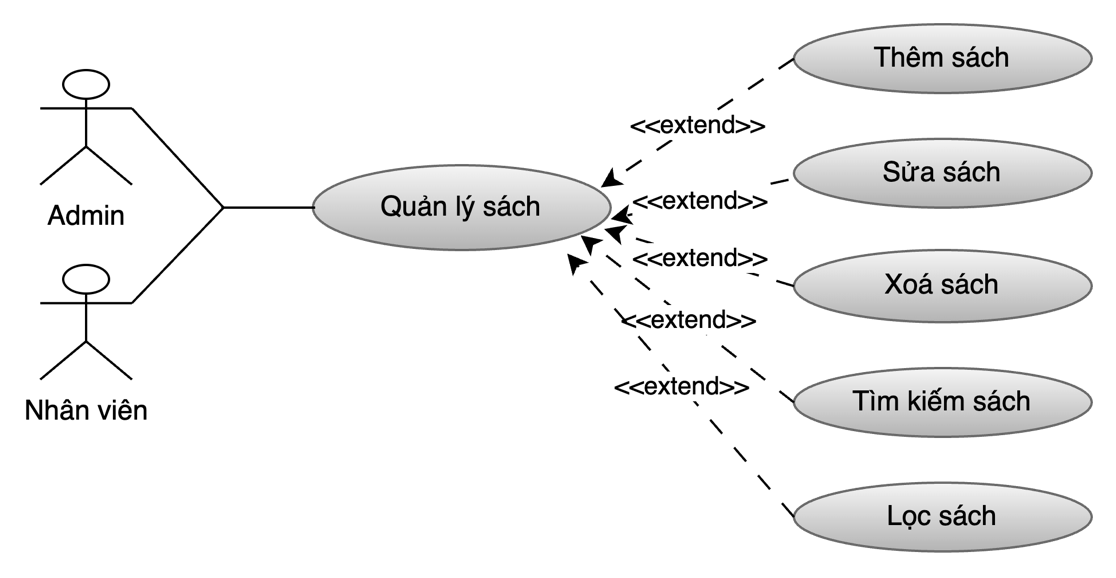 Admin
Nhân viên
Quản lý sách
<<extend>>
<<extend>>
<<extend>>
<<extend>>
<<extend>>
Thêm sách
Sửa sách
Xoá sách
Tìm kiếm sách
Lọc sách